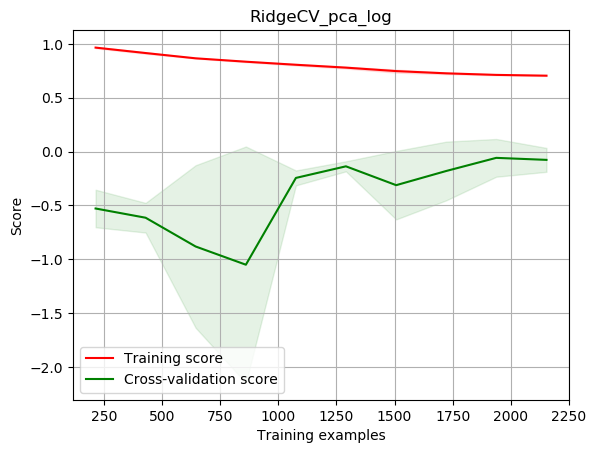 RidgeCV_pca_log
1.0
0.5
0.0
−0.5
−1.0
−1.5
−2.0
Score
Training score
Cross-validation score
250 500 750 1000 1250 1500 1750 2000 2250
Training examples